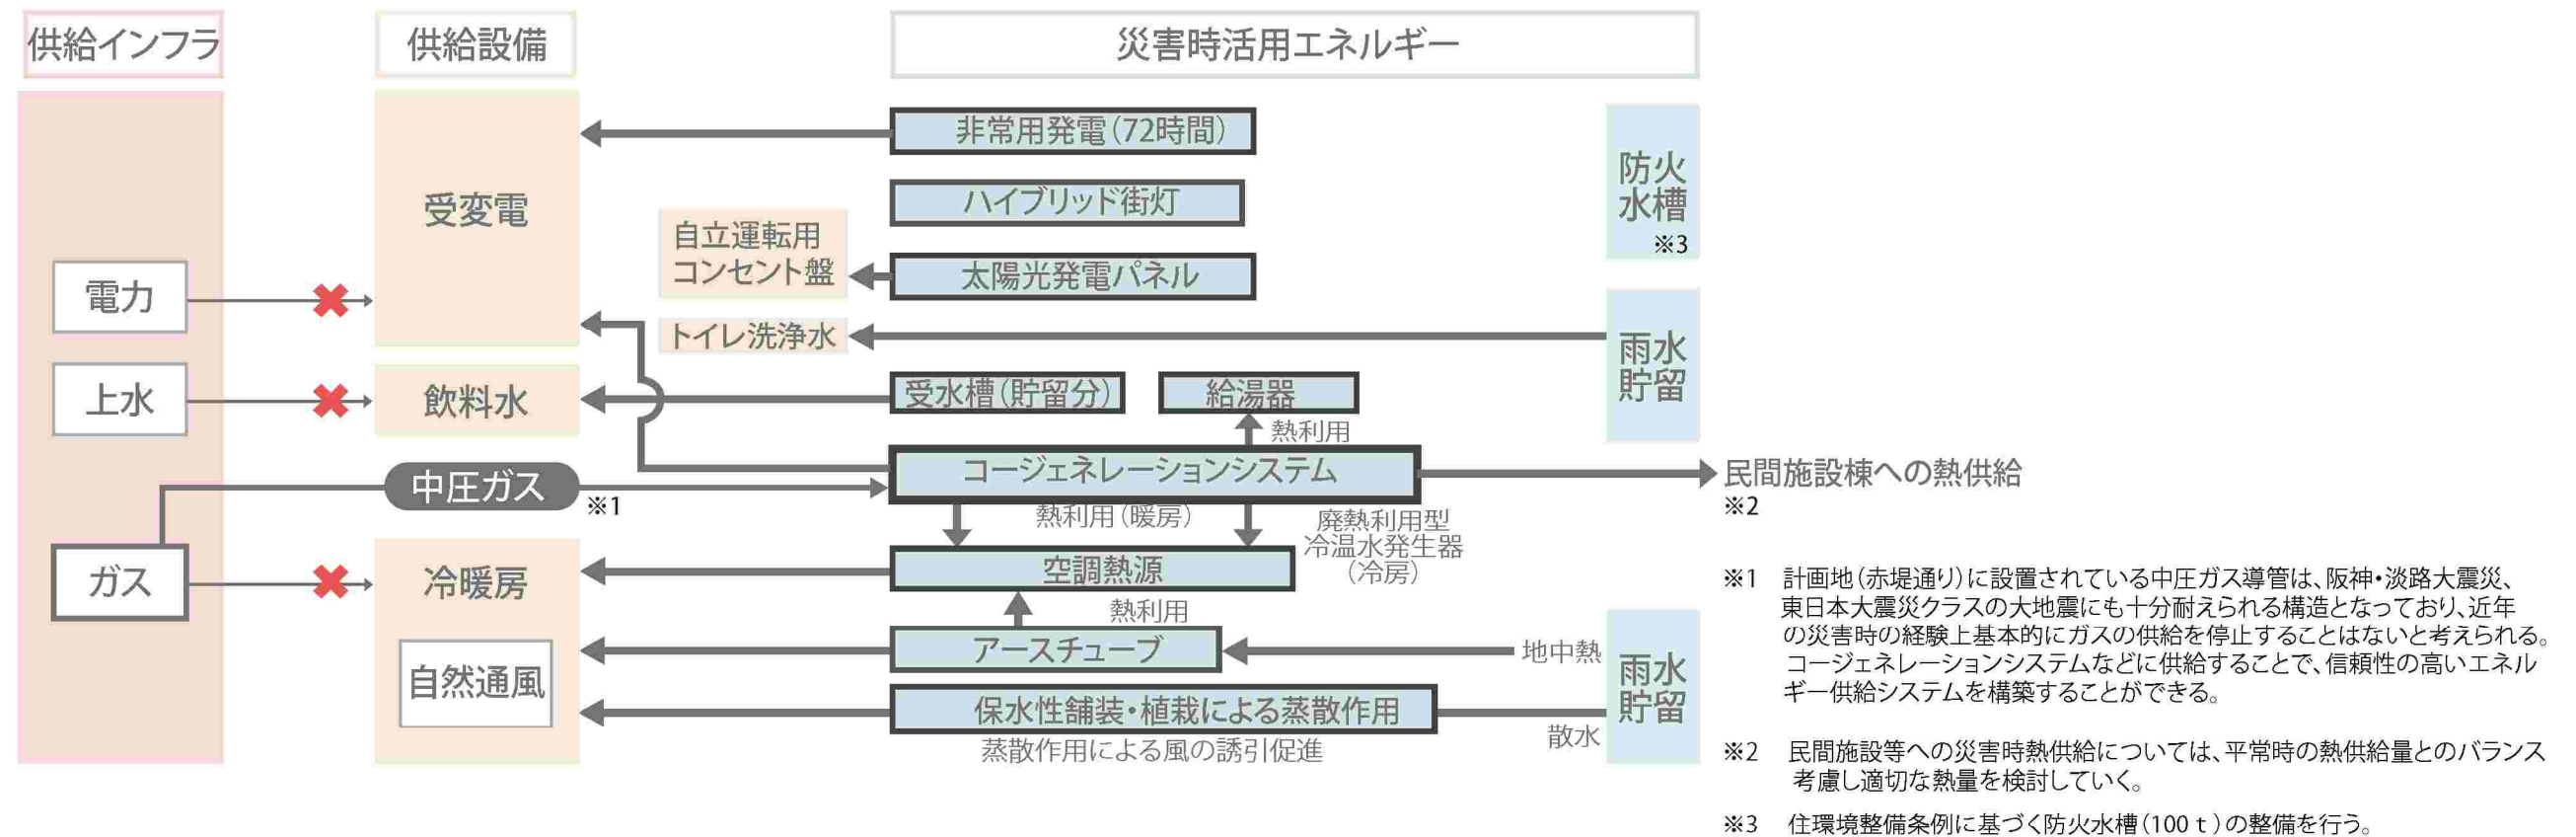 供給インフラ
供給設備
災害時活用エネルギー
電力
上水
ガス
受変電
飲料水
中圧ガス
※1
冷暖房
自然通風
自立運転用
コンセント盤
トイレ洗浄水
非常用発電(72時間)
ハイブリッド街灯
太陽光発電パネル
受水槽(貯留分)
給湯器
熱利用
コージェネレーションシステム
熱利用(暖房)
廃熱利用型
冷温水発生器
(冷房)
空調熱源
熱利用
アースチューブ
地中熱
保水性舗装・植栽による蒸散作用
蒸散作用による風の誘引促進
散水
防火
水槽
※3
雨水
貯留
雨水
貯留
民間施設棟への熱供給
※2
※1 計画地(赤堤通り)に設置されている中圧ガス導管は、阪神・淡路大震災、
東日本大震災クラスの大地震にも十分耐えられる構造となっており、近年
の災害時の経験上基本的にガスの供給を停止することはないと考えられる。
コージェネレーションシステムなどに供給することで、信頼性の高いエネル
ギー供給システムを構築することができる。
※2 民間施設等への災害時熱供給については、平常時の熱供給量とのバランス
考慮し適切な熱量を検討していく。
※3 住環境整備条例に基づく防火水槽(100ｔ)の整備を行う。